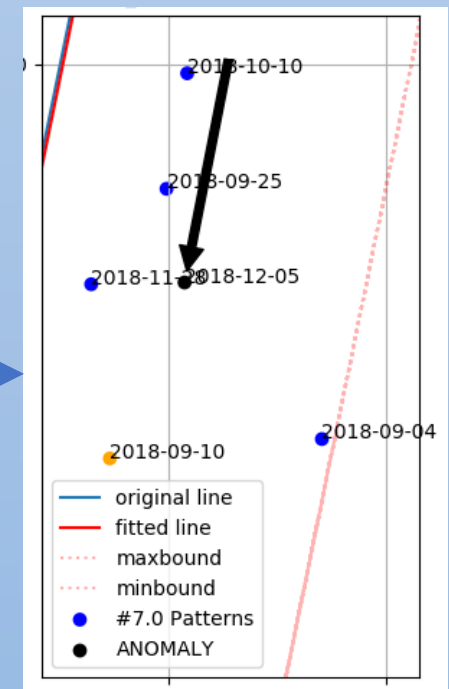 2018-10-10
2018-09-25
2018-11-28
2018-12-05
2018-09-04
2018-09-10
original line
fitted line
maxbound
minbound
#7.0 Patterns
ANOMALY